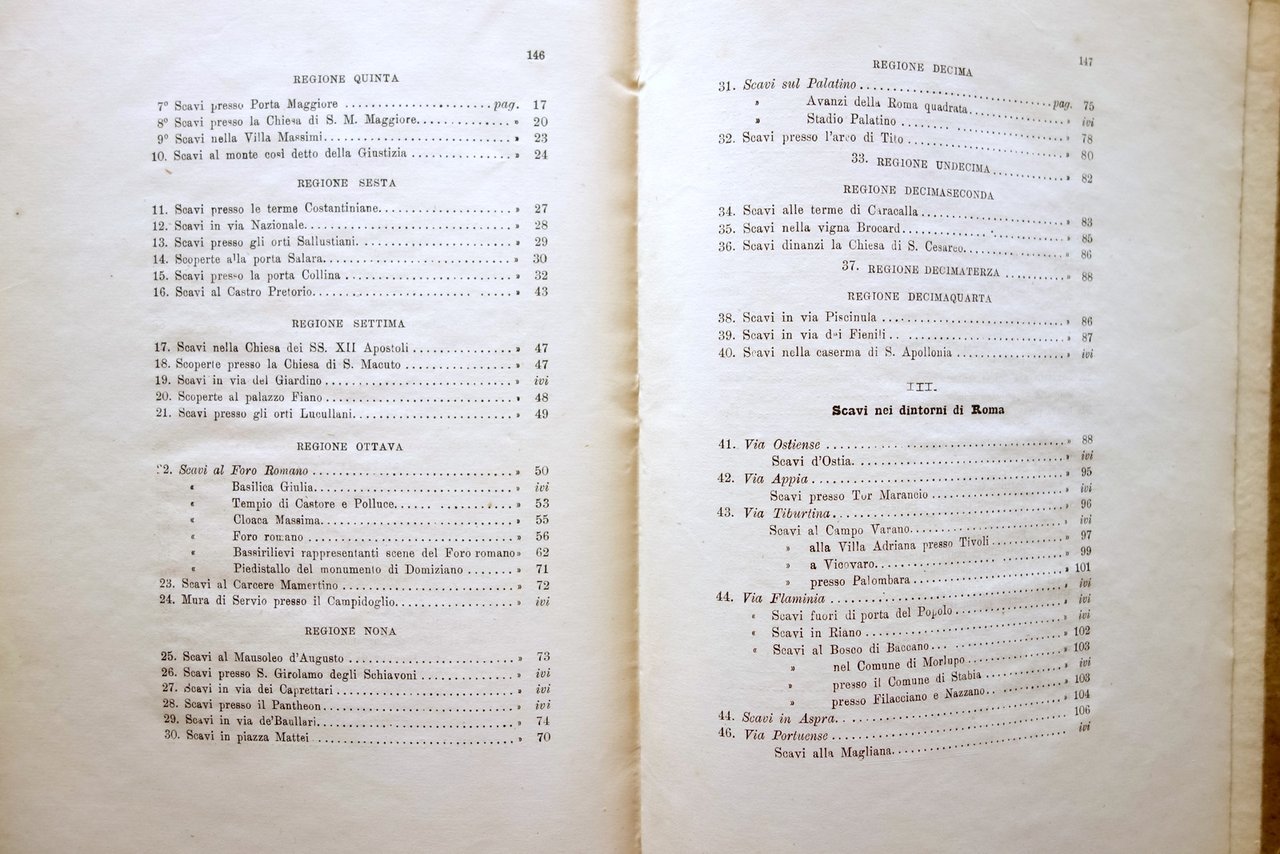 146
REGIONE QUINTA
7° Scavi presso Porta Maggiore ..................... pag. 17
8° Scavi presso la Chiesa di S. M. Maggiore.............. » 20
9° Scavi nella Villa Massimi........................... » 23
10. Scavi al monte così detto della Giustizia ............... » 24
REGIONE SESTA
11. Scavi presso le terme Costantiniane.................... » 27
12. Scavi in via Nazionale.............................. » 28
13. Scavi presso gli orti Sallustiani....................... » 29
14. Scoperte alla porta Salara............................ » 30
15. Scavi presso la porta Collina ......................... » 32
16. Scavi al Castro Pretorio....................... ..... » 43
REGIONE SETTIMA
17. Scavi nella Chiesa dei SS. XII Apostoli ............... » 47
18. Scoperte presso la Chiesa di S. Macuto ................ » 47
19. Scavi in via del Giardino ............................ » ivi
20. Scoperte al palazzo Fiano ............................ » 48
21. Scavi presso gli orti Lucullani........................ » 49
REGIONE OTTAVA
22. Scavi al Foro Romano .............................. » 50
« Basilica Giulia............................. » ivi
« Tempio di Castore e Polluce..... ............ » 53
« Cloaca Massima............................ » 55
« Foro romano .............................. » 56
« Bassirilievi rappresentanti scene del Foro romano » 62
« Piedistallo del monumento di Domiziano ....... » 71
23. Scavi al Carcere Mamertino ......................... » 72
24. Mura di Servio presso il Campidoglio.................. » ivi
REGIONE NONA
25. Scavi al Mausoleo d'Augusto ......................... » 73
26. Scavi presso S. Girolamo degli Schiavoni .............. » ivi
27. Scavi in via dei Caprettari ........................... » ivi
28. Scavi presso il Pantheon ............................. » ivi
29. Scavi in via de'Baullari.............................. » 74
30. Scavi in piazza Mattei .............................. » 70
147
REGIONE DECIMA
31. Scavi sul Palatino ............................ pag. 75
» Avanzi della Roma quadrata............... » ivi
» Stadio Palatino .......................... » 78
32. Scavi presso l'arco di Tito ........................ » 80
33. REGIONE UNDECIMA ............ » 82
REGIONE DECIMASECONDA
34. Scavi alle terme di Caracalla ...................... » 83
35. Scavi nella vigna Brocard ......................... » 85
36. Scavi dinanzi la Chiesa di S. Cesareo................ » 86
37. REGIONE DECIMATERZA .......... » 88
REGIONE DECIMAQUARTA
38. Scavi in via Piscinula ............................ » 86
39. Scavi in via dei Fienili .. ......................... » 87
40. Scavi nella caserma di S. Apollonia ................. » ivi
III.
Scavi nei dintorni di Roma
41. Via Ostiense .................................... » 88
Scavi d'Ostia............................... » ivi
42. Via Appia ...................................... » 95
Scavi presso Tor Marancio ................... » ivi
43. Via Tiburtina ................................... » 96
Scavi al Campo Varano...................... » ivi
» alla Villa Adriana presso Tivoli ........... » 97
» a Vicovaro............................. » 99
» presso Palombara ...................... » 101
44. Via Flaminia ................................... » ivi
« Scavi fuori di porta del Popolo ................ » ivi
« Scavi in Riano ............................. » 102
« Scavi al Bosco di Baccano... ................. » 103
» nel Comune di Morlupo ................. » ivi
» presso il Comune di Stabia .............. » 103
» presso Filacciano e Nazzano.............. » 104
44. Scavi in Aspra................................. » 106
46. Via Portuense .................................. » ivi
Scavi alla Magliana.........................